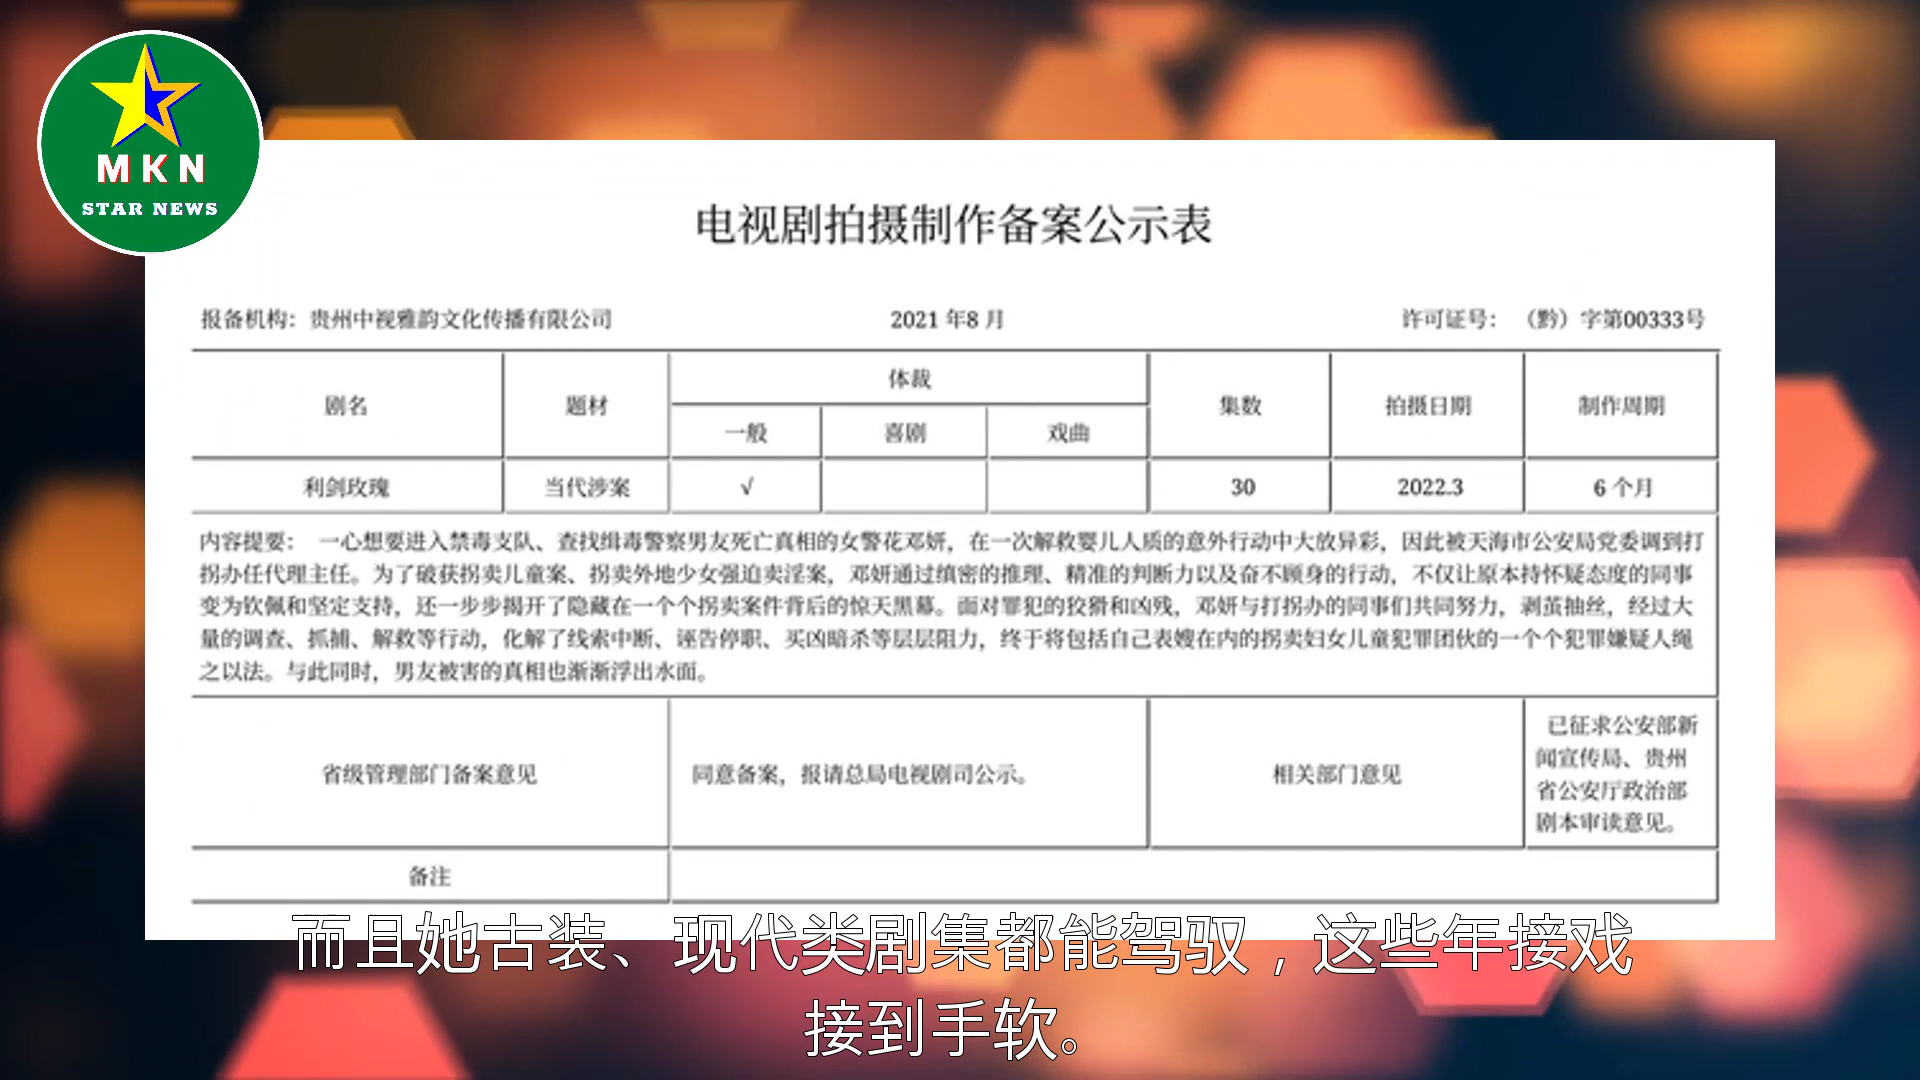 MKN
STAR NEWS
电视剧拍摄制作备案公示表
报备机构：贵州中视雅韵文化传播有限公司 2021 年8 月 许可证号：（黔）字第00333号
剧名 题材 体裁 集数 拍摄日期 制作周期
一般 喜剧 戏曲
利剑玫瑰 当代涉案 √ 30 2022.3 6 个月
内容提要： 一心想要进入禁毒支队、查找缉毒警察男友死亡真相的女警花邓妍，在一次解救婴儿人质的意外行动中大放异彩，因此被天海市公安局党委调到打
拐办任代理主任。为了破获拐卖儿童案、拐卖外地少女强迫卖淫案，邓妍通过缜密的推理、精准的判断力以及奋不顾身的行动，不仅让原本持怀疑态度的同事
变为钦佩和坚定支持，还一步步揭开了隐藏在一个个拐卖案件背后的惊天黑幕。面对罪犯的狡猾和凶残，邓妍与打拐办的同事们共同努力，剥茧抽丝，经过大
量的调查、抓捕、解救等行动，化解了线索中断、诬告停职、买凶暗杀等层层阻力，终于将包括自己表嫂在内的拐卖妇女儿童犯罪团伙的一个个犯罪嫌疑人绳
之以法。与此同时，男友被害的真相也渐渐浮出水面。
省级管理部门备案意见 同意备案，报请总局电视剧司公示。 相关部门意见
已征求公安部新
闻宣传局、贵州
省公安厅政治部
剧本审读意见。
备注
而且她古装、现代类剧集都能驾驭，这些年接戏
接到手软。